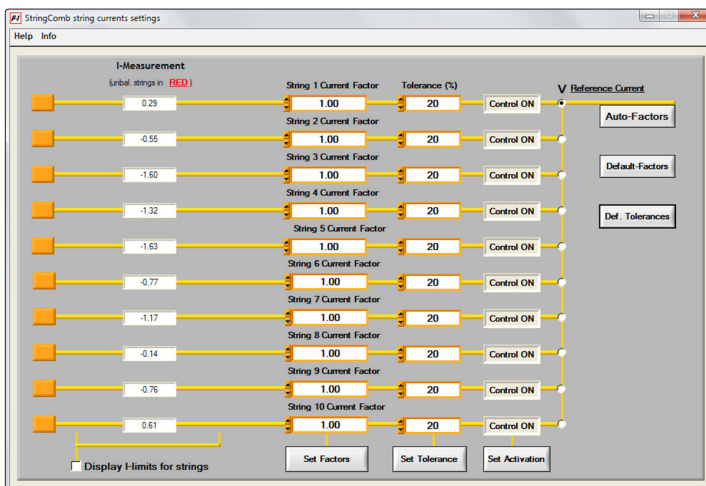 StringComb string currents settings
Help Info
I-Measurement
(unbal. strings in RED )
String 1 Current Factor Tolerance (%) V Reference Current
0.29 1.00 20 Control ON Auto-Factors
String 2 Current Factor
-0.55 1.00 20 Control ON
String 3 Current Factor
-1.60 1.00 20 Control ON Default-Factors
String 4 Current Factor
-1.32 1.00 20 Control ON Def. Tolerances
String 5 Current Factor
-1.63 1.00 20 Control ON
String 6 Current Factor
-0.77 1.00 20 Control ON
String 7 Current Factor
-1.17 1.00 20 Control ON
String 8 Current Factor
-0.14 1.00 20 Control ON
String 9 Current Factor
-0.76 1.00 20 Control ON
String 10 Current Factor
0.61 1.00 20 Control ON
Display I-limits for strings Set Factors Set Tolerance Set Activation